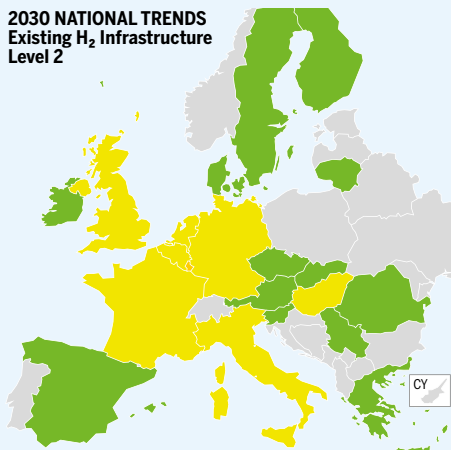 2030 NATIONAL TRENDS
Existing H₂ Infrastructure
Level 2
CY